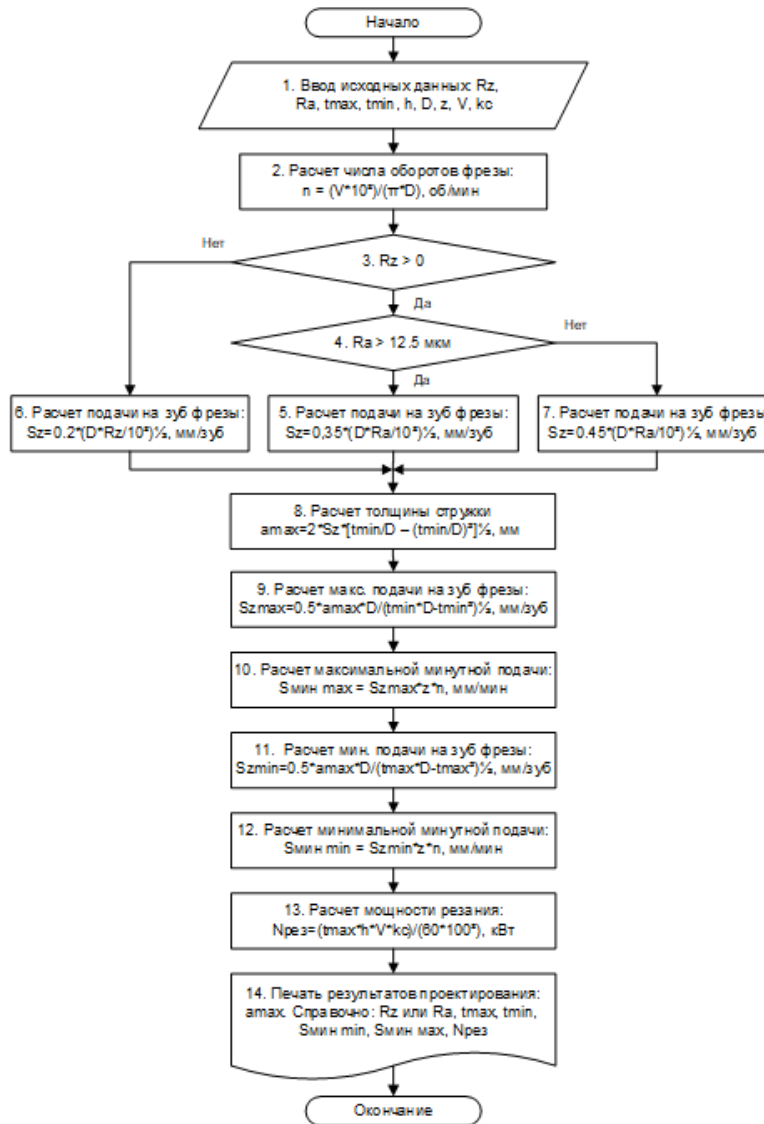 Начало
1. Ввод исходных данных: Rz,
Ra, tmax, tmin, h, D, z, V, kc
2. Расчет числа оборотов фрезы:
n = (V*10³)/(π*D), об/мин
Нет
3. Rz > 0
Да
Нет
4. Ra > 12.5 мкм
Да
6. Расчет подачи на зуб фрезы:
Sz=0.2*(D*Rz/10³)½, мм/зуб
5. Расчет подачи на зуб фрезы:
Sz=0,35*(D*Ra/10³)½, мм/зуб
7. Расчет подачи на зуб фрезы
Sz=0.45*(D*Ra/10³)½, мм/зуб
8. Расчет толщины стружки
amax=2*Sz*[tmin/D – (tmin/D)²]½, мм
9. Расчет макс. подачи на зуб фрезы:
Szmax=0.5*amax*D/(tmin*D-tmin²)½, мм/зуб
10. Расчет максимальной минутной подачи:
Sмин max = Szmax*z*n, мм/мин
11. Расчет мин. подачи на зуб фрезы:
Szmin=0.5*amax*D/(tmax*D-tmax²)½, мм/зуб
12. Расчет минимальной минутной подачи:
Sмин min = Szmin*z*n, мм/мин
13. Расчет мощности резания:
Nрез=(tmax*h*V*kc)/(60*100³), кВт
14. Печать результатов проектирования:
amax. Справочно: Rz или Ra, tmax, tmin,
Sмин min, Sмин мах, Nрез
Окончание